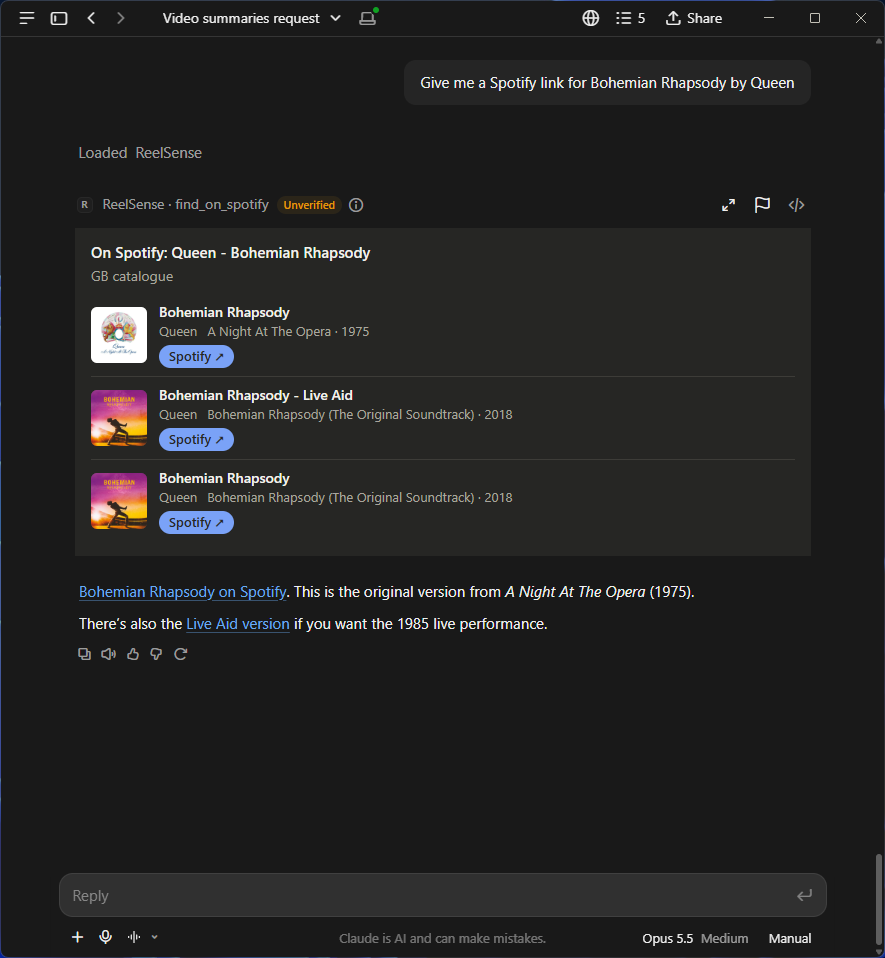 Video summaries request
5
Share
Give me a Spotify link for Bohemian Rhapsody by Queen
Loaded ReelSense
R
ReelSense · find_on_spotify
Unverified
On Spotify: Queen - Bohemian Rhapsody
GB catalogue
Bohemian Rhapsody
Queen A Night At The Opera · 1975
Spotify ↗
Bohemian Rhapsody - Live Aid
Queen Bohemian Rhapsody (The Original Soundtrack) · 2018
Spotify ↗
Bohemian Rhapsody
Queen Bohemian Rhapsody (The Original Soundtrack) · 2018
Spotify ↗
Bohemian Rhapsody on Spotify. This is the original version from A Night At The Opera (1975).
There's also the Live Aid version if you want the 1985 live performance.
Reply
Claude is AI and can make mistakes.
Opus 5.5 Medium
Manual